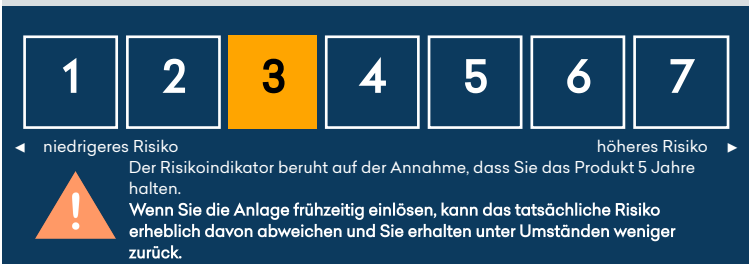 1 2 3 4 5 6 7
◄ niedrigeres Risiko höheres Risiko ►
Der Risikoindikator beruht auf der Annahme, dass Sie das Produkt 5 Jahre
halten.
Wenn Sie die Anlage frühzeitig einlösen, kann das tatsächliche Risiko
erheblich davon abweichen und Sie erhalten unter Umständen weniger
zurück.
!